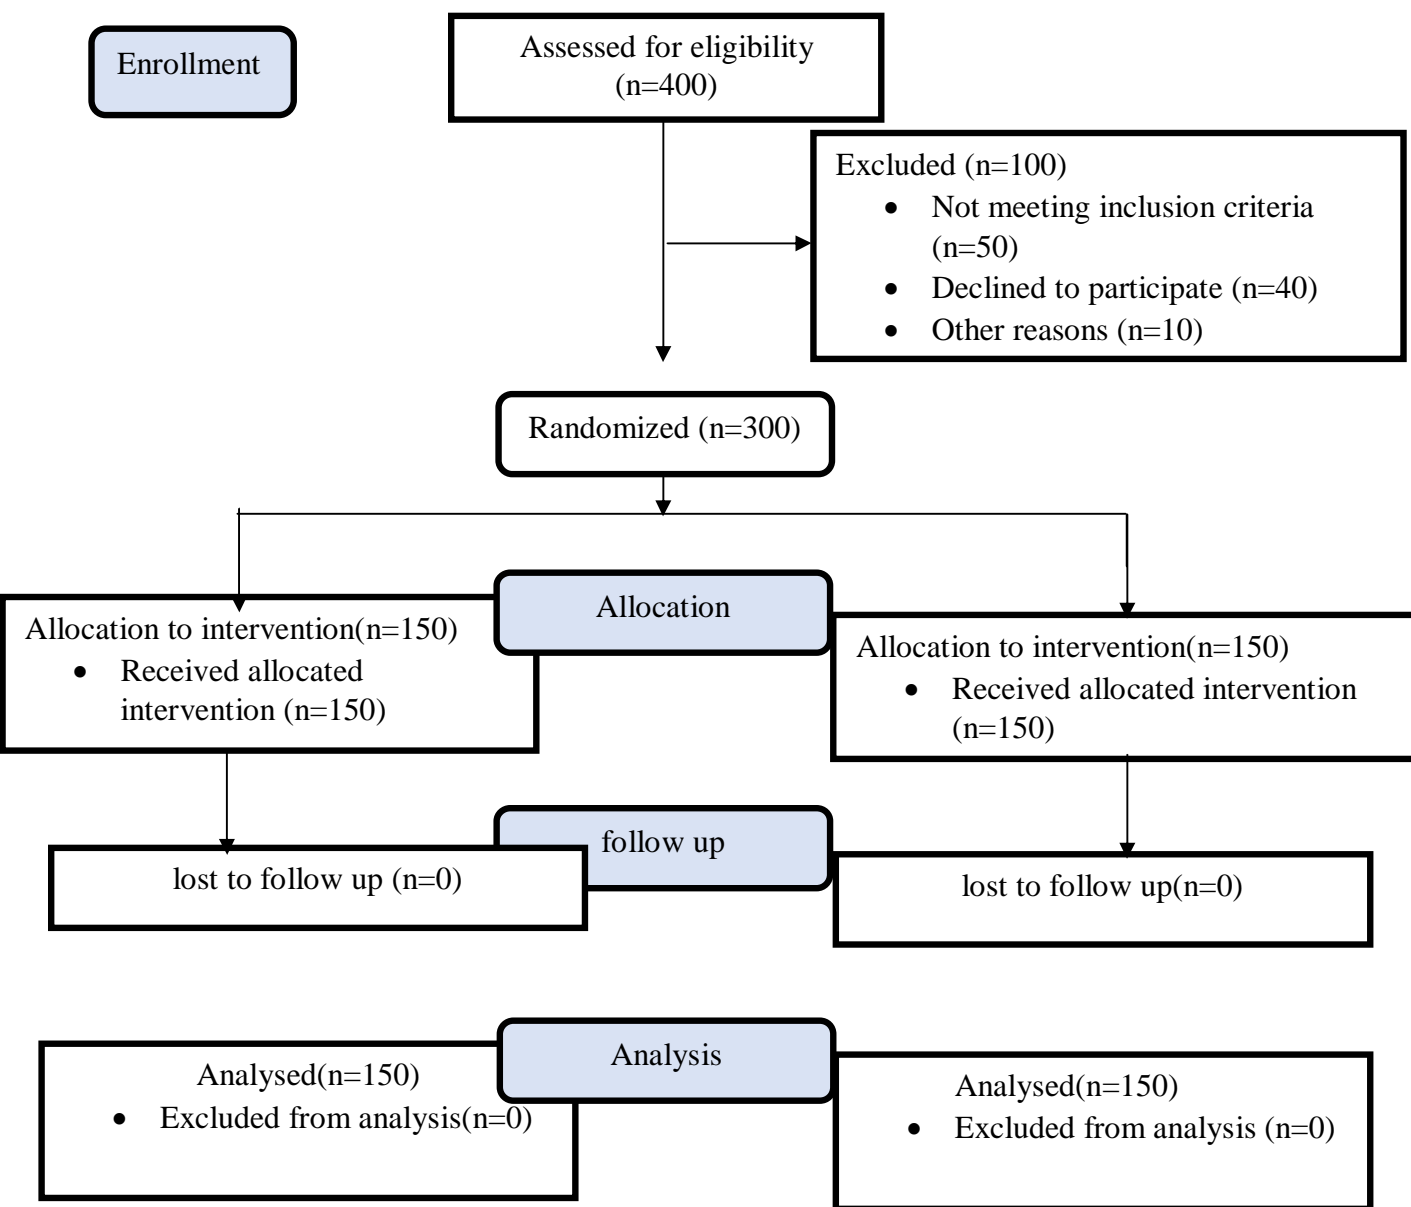 Enrollment
Assessed for eligibility
(n=400)
Excluded (n=100)
• Not meeting inclusion criteria
(n=50)
• Declined to participate (n=40)
• Other reasons (n=10)
Randomized (n=300)
Allocation
Allocation to intervention(n=150)
• Received allocated
intervention (n=150)
Allocation to intervention(n=150)
• Received allocated intervention
(n=150)
follow up
lost to follow up (n=0)
lost to follow up(n=0)
Analysis
Analysed(n=150)
• Excluded from analysis(n=0)
Analysed(n=150)
• Excluded from analysis (n=0)